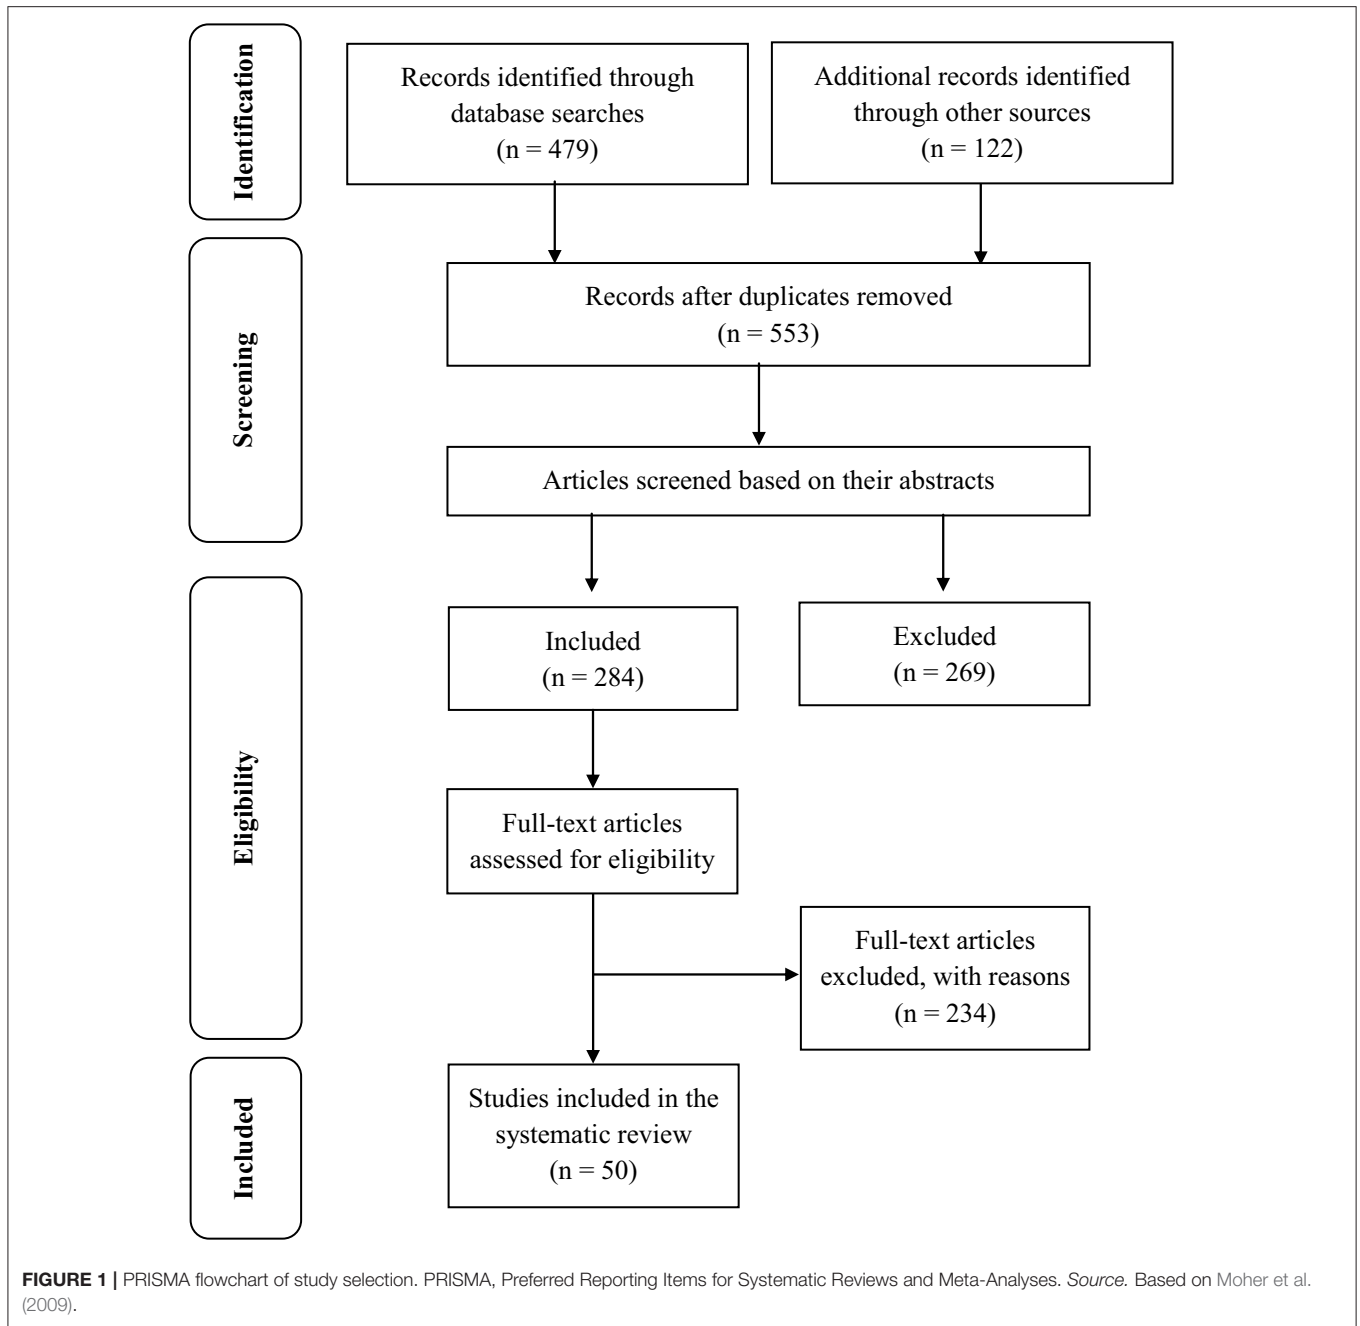 Identification
Records identified through
database searches
(n = 479)
Additional records identified
through other sources
(n = 122)
Screening
Records after duplicates removed
(n = 553)
Articles screened based on their abstracts
Eligibility
Included
(n = 284)
Excluded
(n = 269)
Full-text articles
assessed for eligibility
Full-text articles
excluded, with reasons
(n = 234)
Included
Studies included in the
systematic review
(n = 50)
FIGURE 1 | PRISMA flowchart of study selection. PRISMA, Preferred Reporting Items for Systematic Reviews and Meta-Analyses. Source. Based on Moher et al.
(2009).